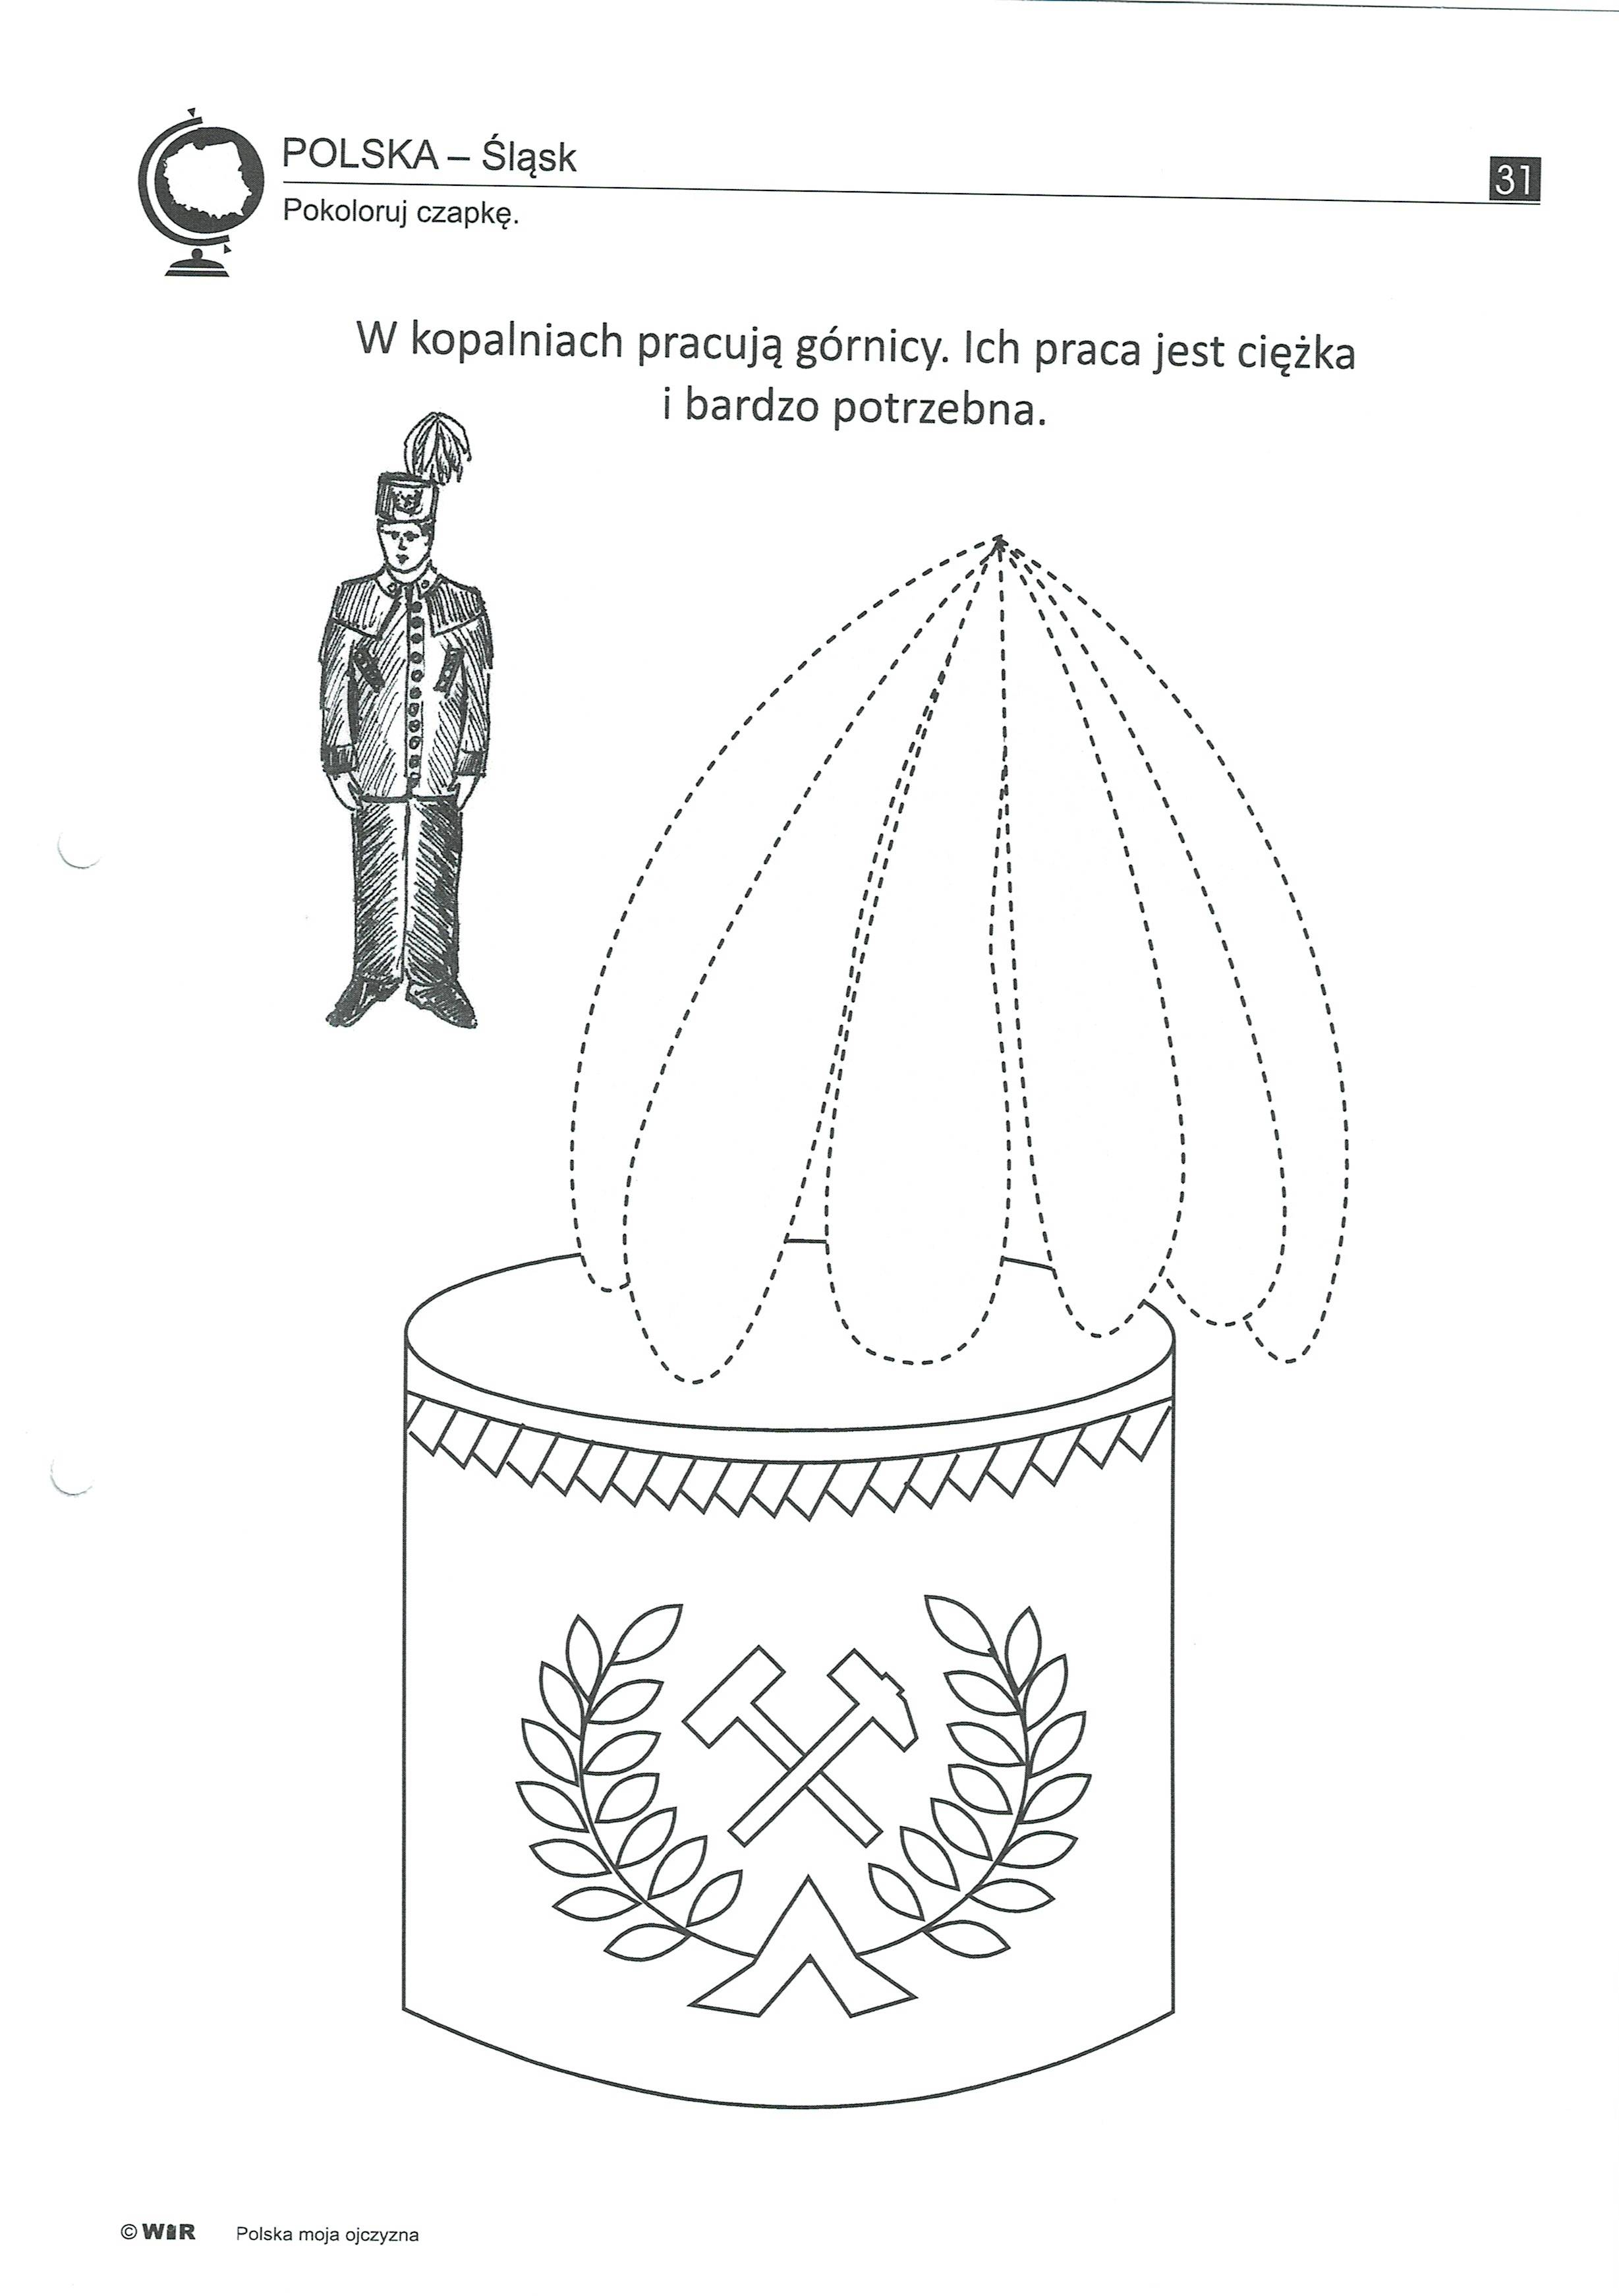 POLSKA – Śląsk
31
Pokoloruj czapkę.
W kopalniach pracują górnicy. Ich praca jest ciężka
i bardzo potrzebna.
© WiR Polska moja ojczyzna